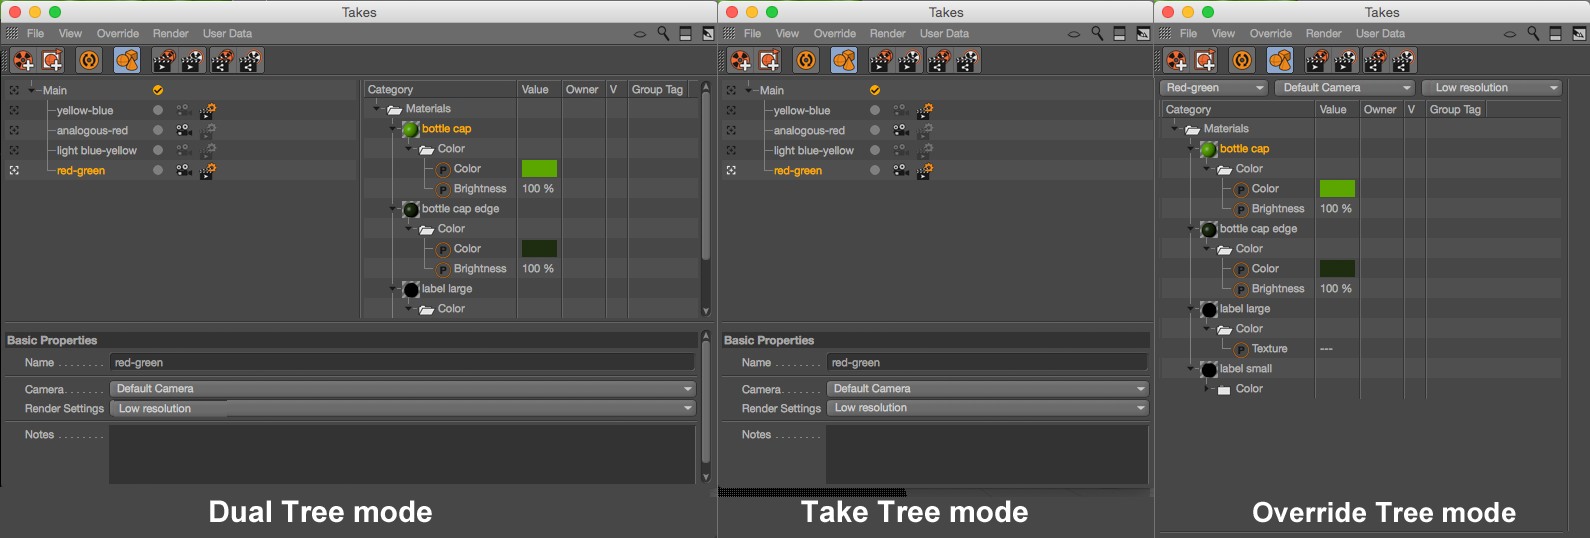 Takes
File View Override Render User Data
Main
yellow-blue
analogous-red
light blue-yellow
red-green
Category Value Owner V Group Tag
Materials
bottle cap
Color
P Color
P Brightness 100 %
bottle cap edge
Color
P Color
P Brightness 100 %
label large
Color
Basic Properties
Name ........ red-green
Camera....... Default Camera
Render Settings Low resolution
Notes ........
Dual Tree mode
Takes
File View Override Render User Data
Main
yellow-blue
analogous-red
light blue-yellow
red-green
Basic Properties
Name ........ red-green
Camera....... Default Camera
Render Settings Low resolution
Notes ........
Take Tree mode
Takes
File View Override Render User Data
Red-green Default Camera Low resolution
Category Value Owner V Group Tag
Materials
bottle cap
Color
P Color
P Brightness 100 %
bottle cap edge
Color
P Color
P Brightness 100 %
label large
Color
P Texture ---
label small
Color
Override Tree mode